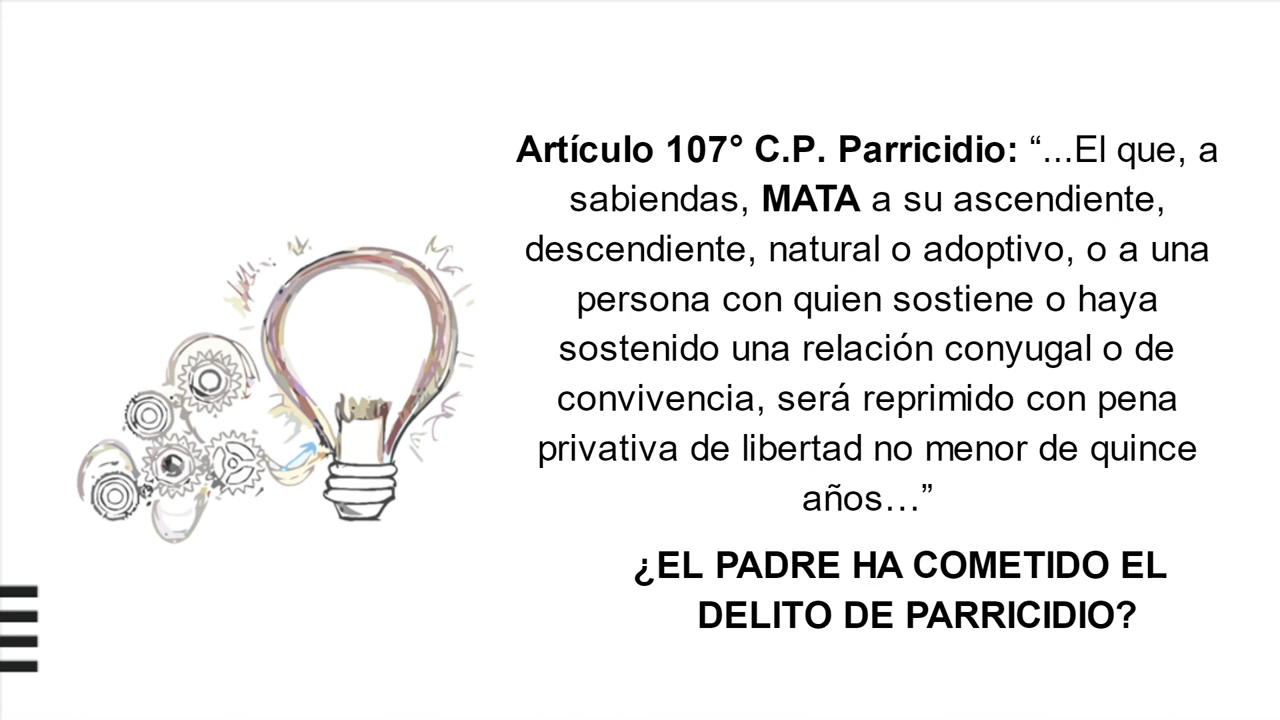 Artículo 107° C.P. Parricidio: “...El que, a
sabiendas, MATA a su ascendiente,
descendiente, natural o adoptivo, o a una
persona con quien sostiene o haya
sostenido una relación conyugal o de
convivencia, será reprimido con pena
privativa de libertad no menor de quince
años…”
¿EL PADRE HA COMETIDO EL
DELITO DE PARRICIDIO?